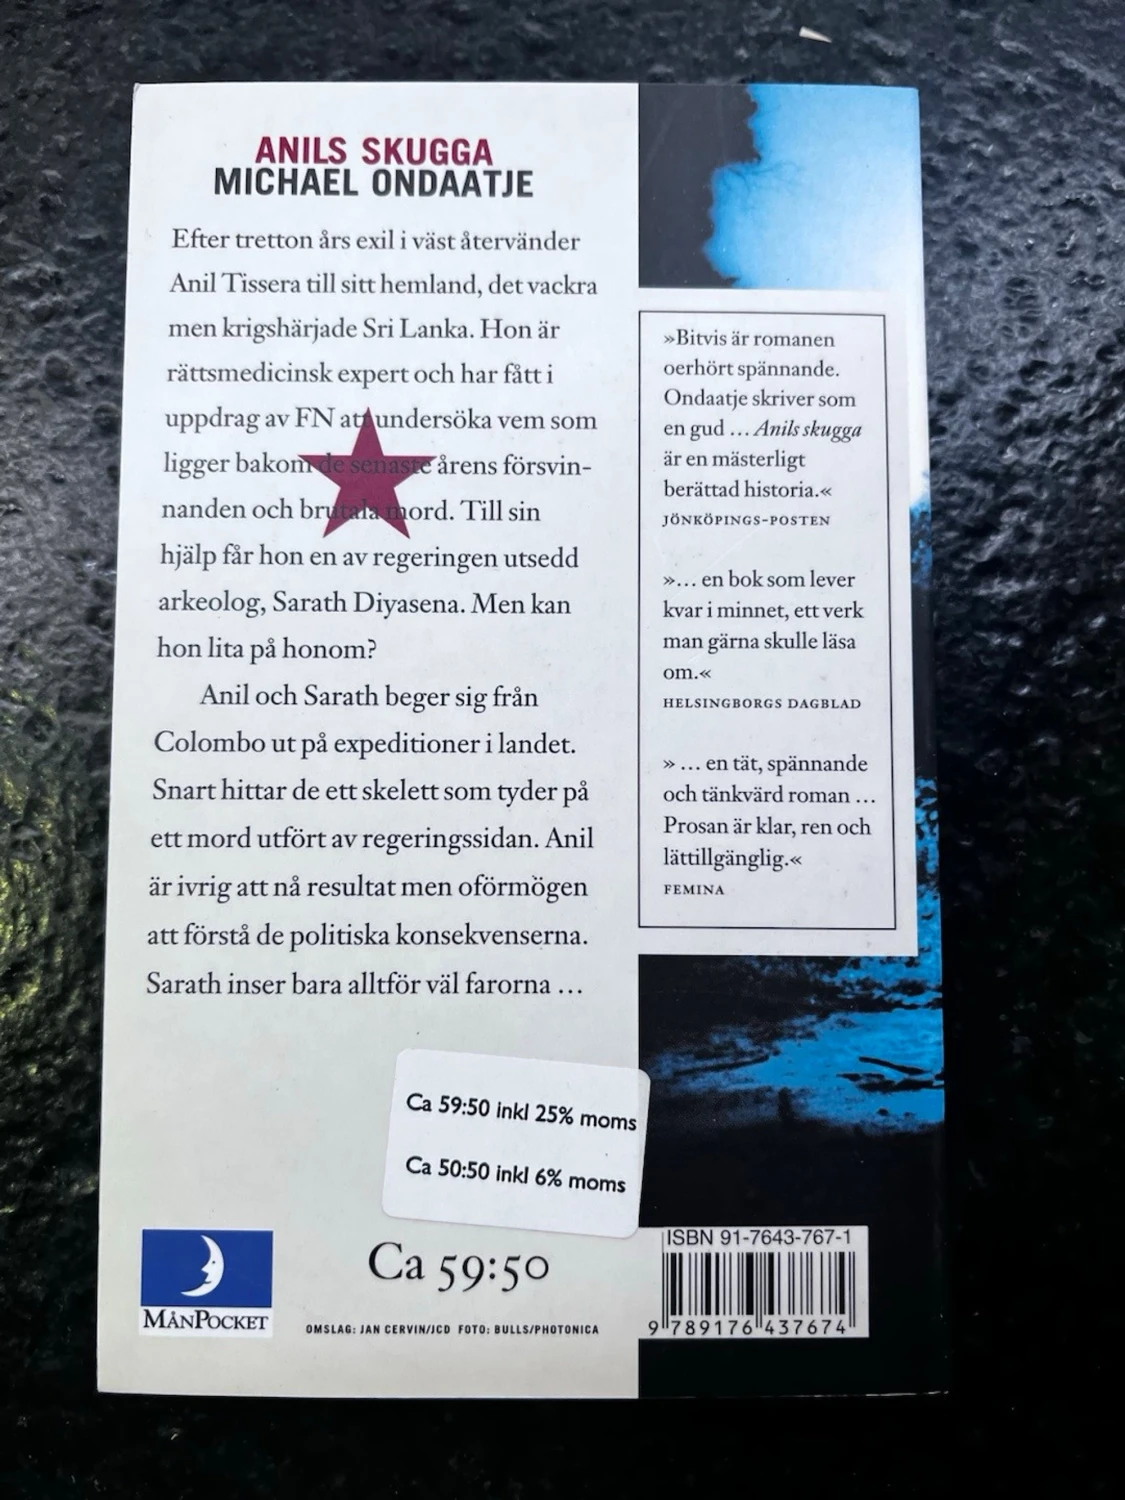 ANILS SKUGGA
MICHAEL ONDAATJE
Efter tretton års exil i väst återvänder
Anil Tissera till sitt hemland, det vackra
men krigshärjade Sri Lanka. Hon är
rättsmedicinsk expert och har fått i
uppdrag av FN att undersöka vem som
ligger bakom de senaste årens försvin-
nanden och brutala mord. Till sin
hjälp får hon en av regeringen utsedd
arkeolog, Sarath Diyasena. Men kan
hon lita på honom?
Anil och Sarath beger sig från
Colombo ut på expeditioner i landet.
Snart hittar de ett skelett som tyder på
ett mord utfört av regeringssidan. Anil
är ivrig att nå resultat men oförmögen
att förstå de politiska konsekvenserna.
Sarath inser bara alltför väl farorna ...
»Bitvis är romanen
oerhört spännande.
Ondaatje skriver som
en gud ... Anils skugga
är en mästerligt
berättad historia.«
JÖNKÖPINGS-POSTEN
»... en bok som lever
kvar i minnet, ett verk
man gärna skulle läsa
om.«
HELSINGBORGS DAGBLAD
» ... en tät, spännande
och tänkvärd roman ...
Prosan är klar, ren och
lättillgänglig.«
FEMINA
Ca 59:50 inkl 25% moms
Ca 50:50 inkl 6% moms
MÅNPOCKET
Ca 59:50
OMSLAG: JAN CERVIN/JCD FOTO: BULLS/PHOTONICA
ISBN 91-7643-767-1
9 789176 437674